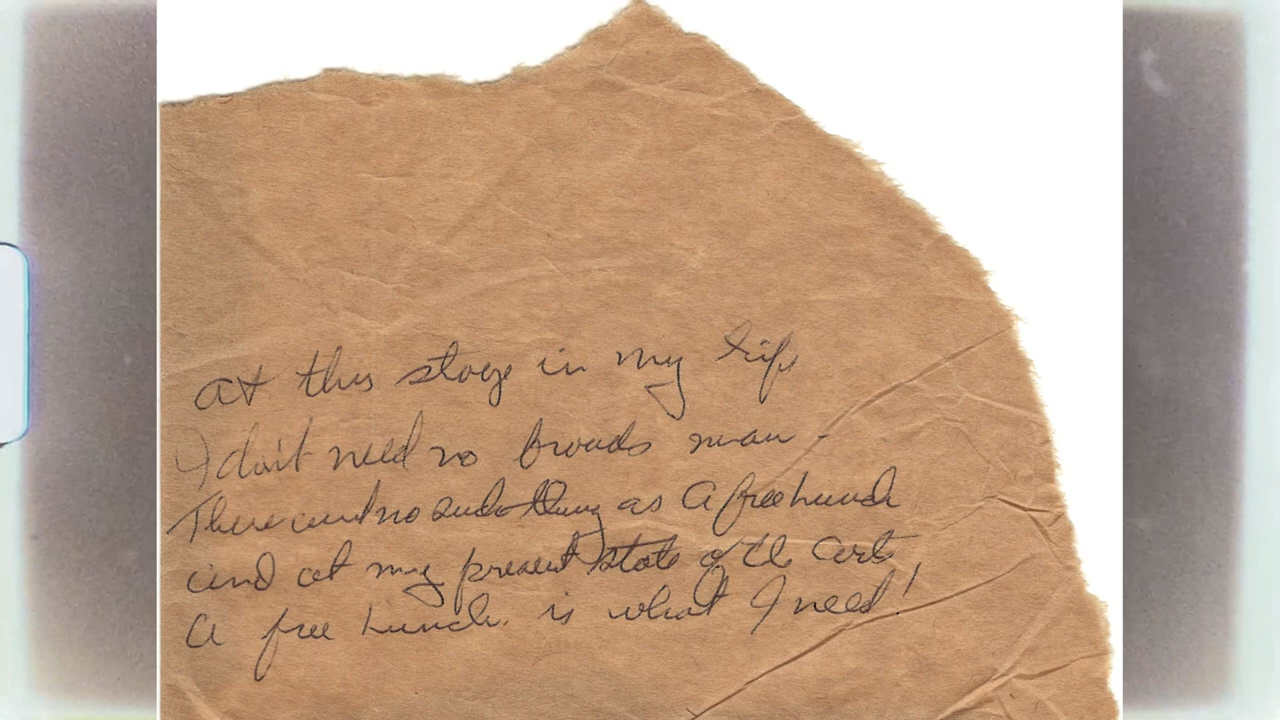 at this stage in my life
I don't need no broads man -
There aint no such thing as a free lunch
and at my present state of the art
a free lunch. is what I need!